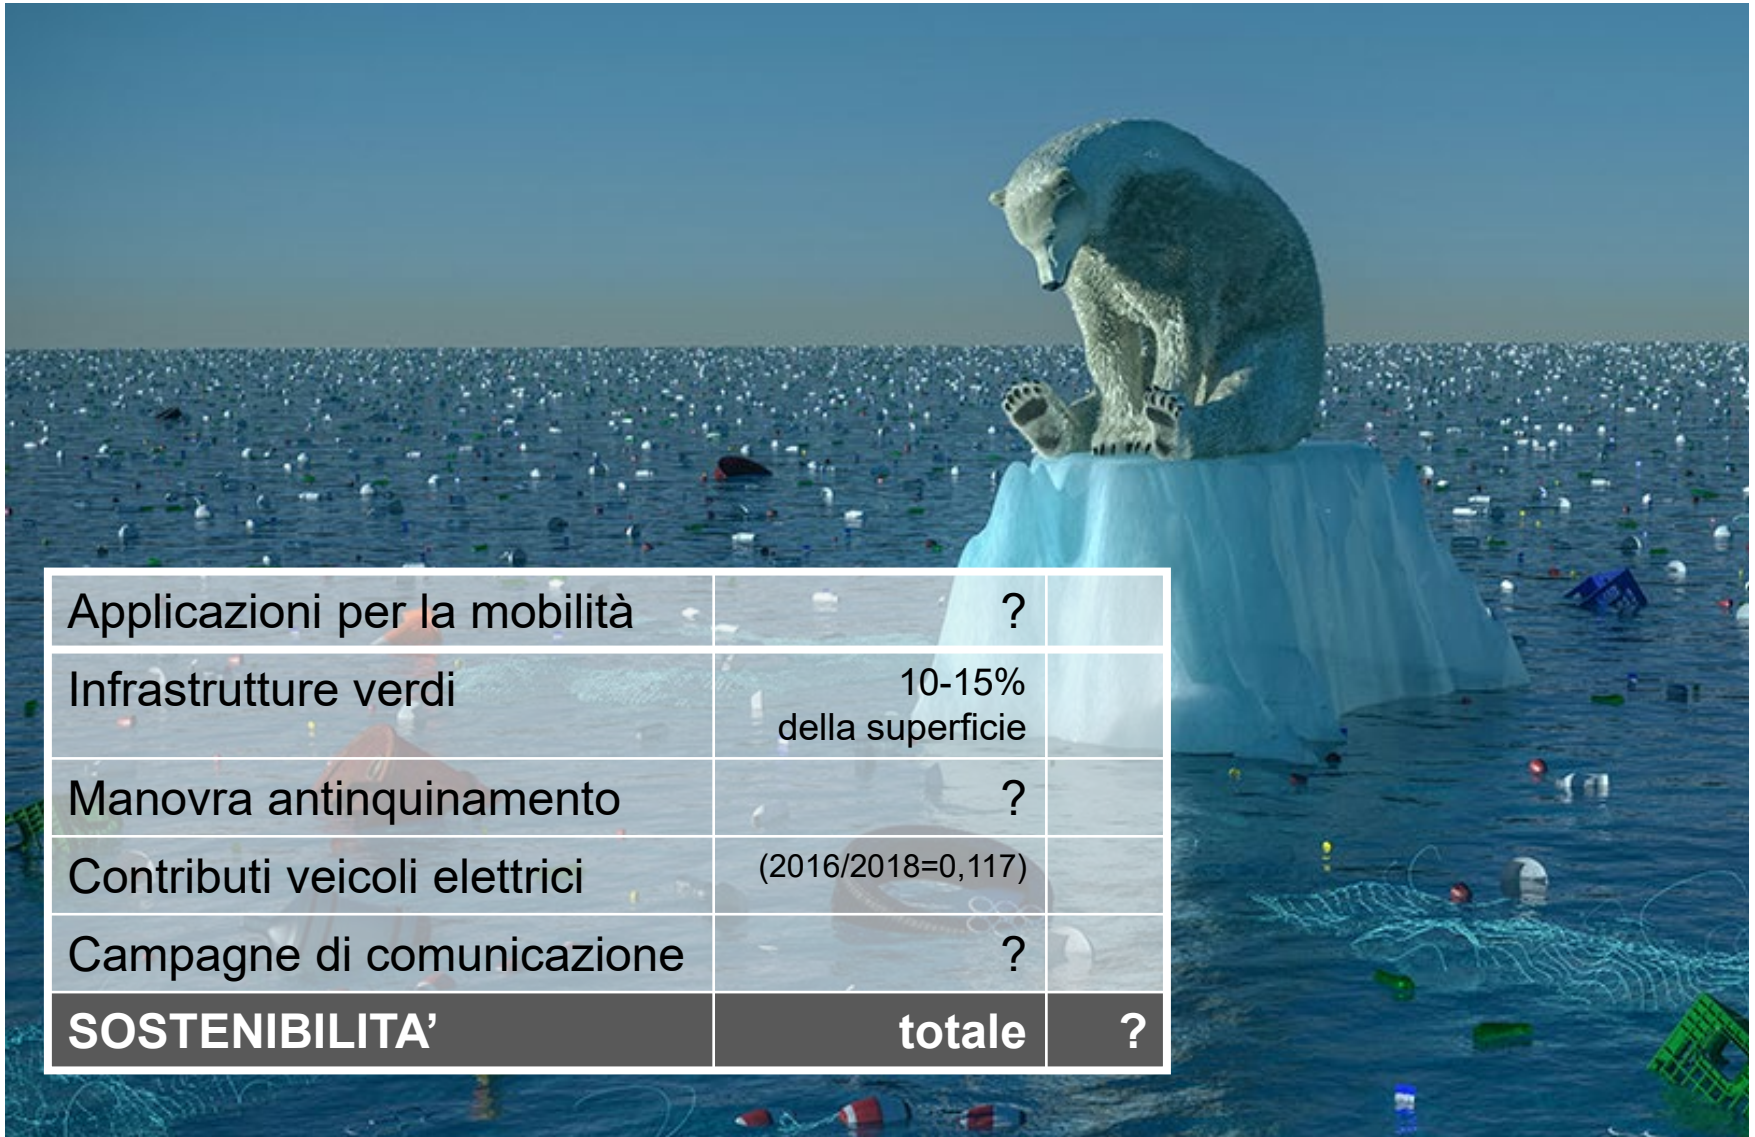 Applicazioni per la mobilità ?
Infrastrutture verdi 10-15%
della superficie
Manovra antinquinamento ?
Contributi veicoli elettrici (2016/2018=0,117)
Campagne di comunicazione ?
SOSTENIBILITA’ totale ?